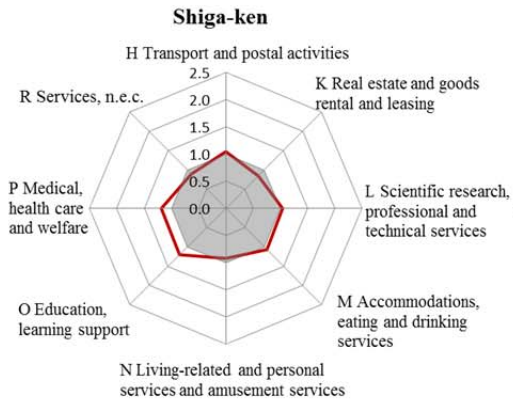 Shiga-ken
H Transport and postal activities
K Real estate and goods
rental and leasing
L Scientific research,
professional and
technical services
M Accommodations,
eating and drinking
services
N Living-related and personal
services and amusement services
O Education,
learning support
P Medical,
health care
and welfare
R Services, n.e.c.
2.5
2.0
1.5
1.0
0.5
0.0